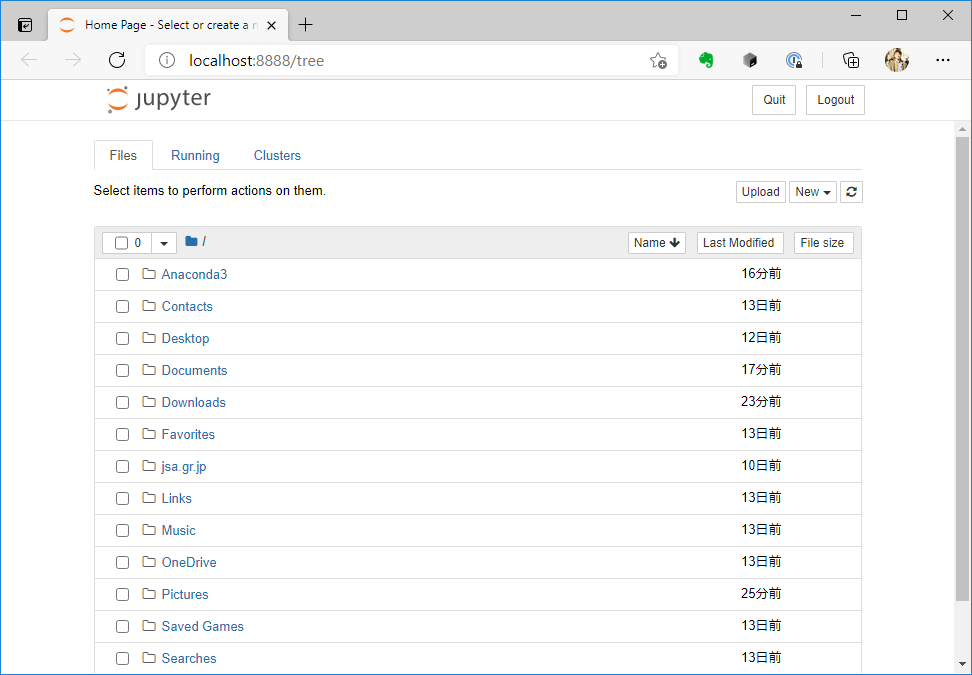 Home Page - Select or create a n
localhost:8888/tree
jupyter
Quit Logout
Files Running Clusters
Select items to perform actions on them.
Upload New
0 / Name Last Modified File size
Anaconda3 16分前
Contacts 13日前
Desktop 12日前
Documents 17分前
Downloads 23分前
Favorites 13日前
jsa.gr.jp 10日前
Links 13日前
Music 13日前
OneDrive 13日前
Pictures 25分前
Saved Games 13日前
Searches 13日前